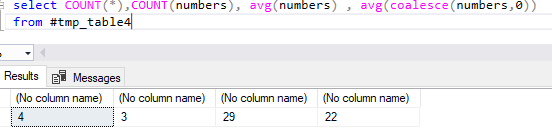 select COUNT(*),COUNT(numbers), avg(numbers) , avg(coalesce(numbers,0))
from #tmp_table4
Results Messages
(No column name) (No column name) (No column name) (No column name)
4 3 29 22